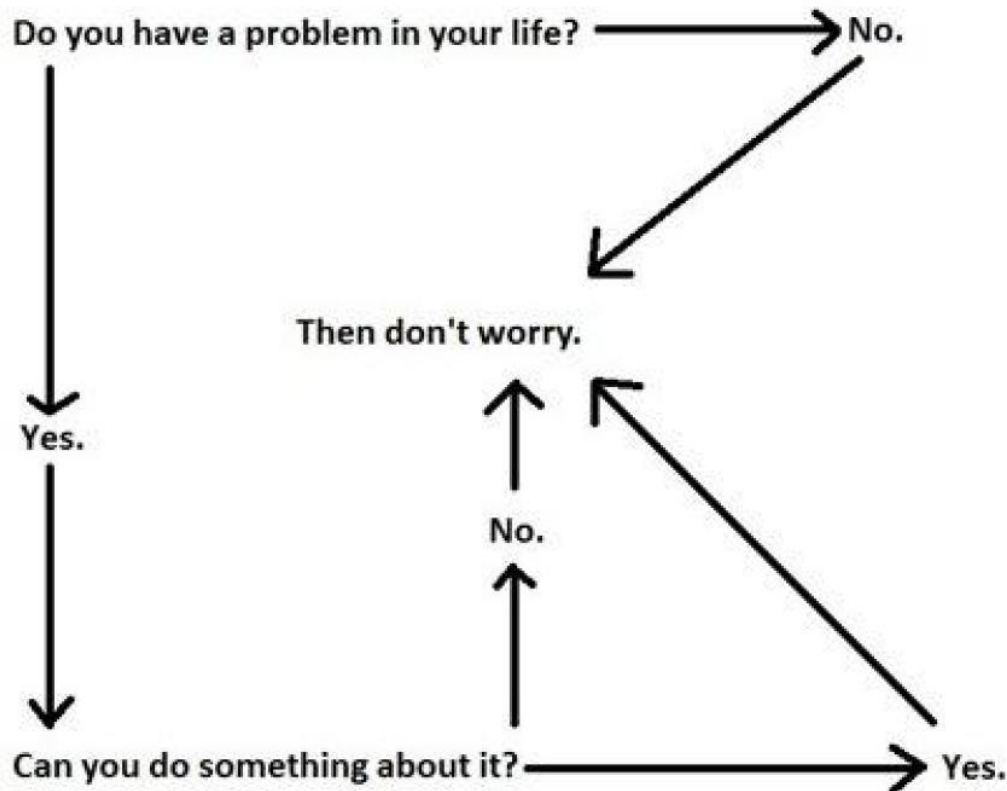 Do you have a problem in your life?
No.
Then don't worry.
Yes.
No.
Can you do something about it?
Yes.